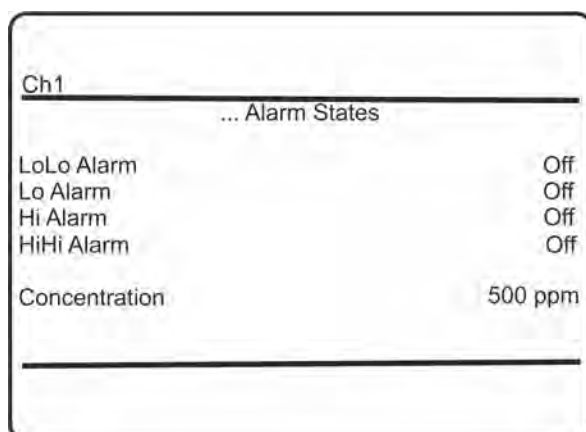 Ch1
... Alarm States
LoLo Alarm Off
Lo Alarm Off
Hi Alarm Off
HiHi Alarm Off
Concentration 500 ppm